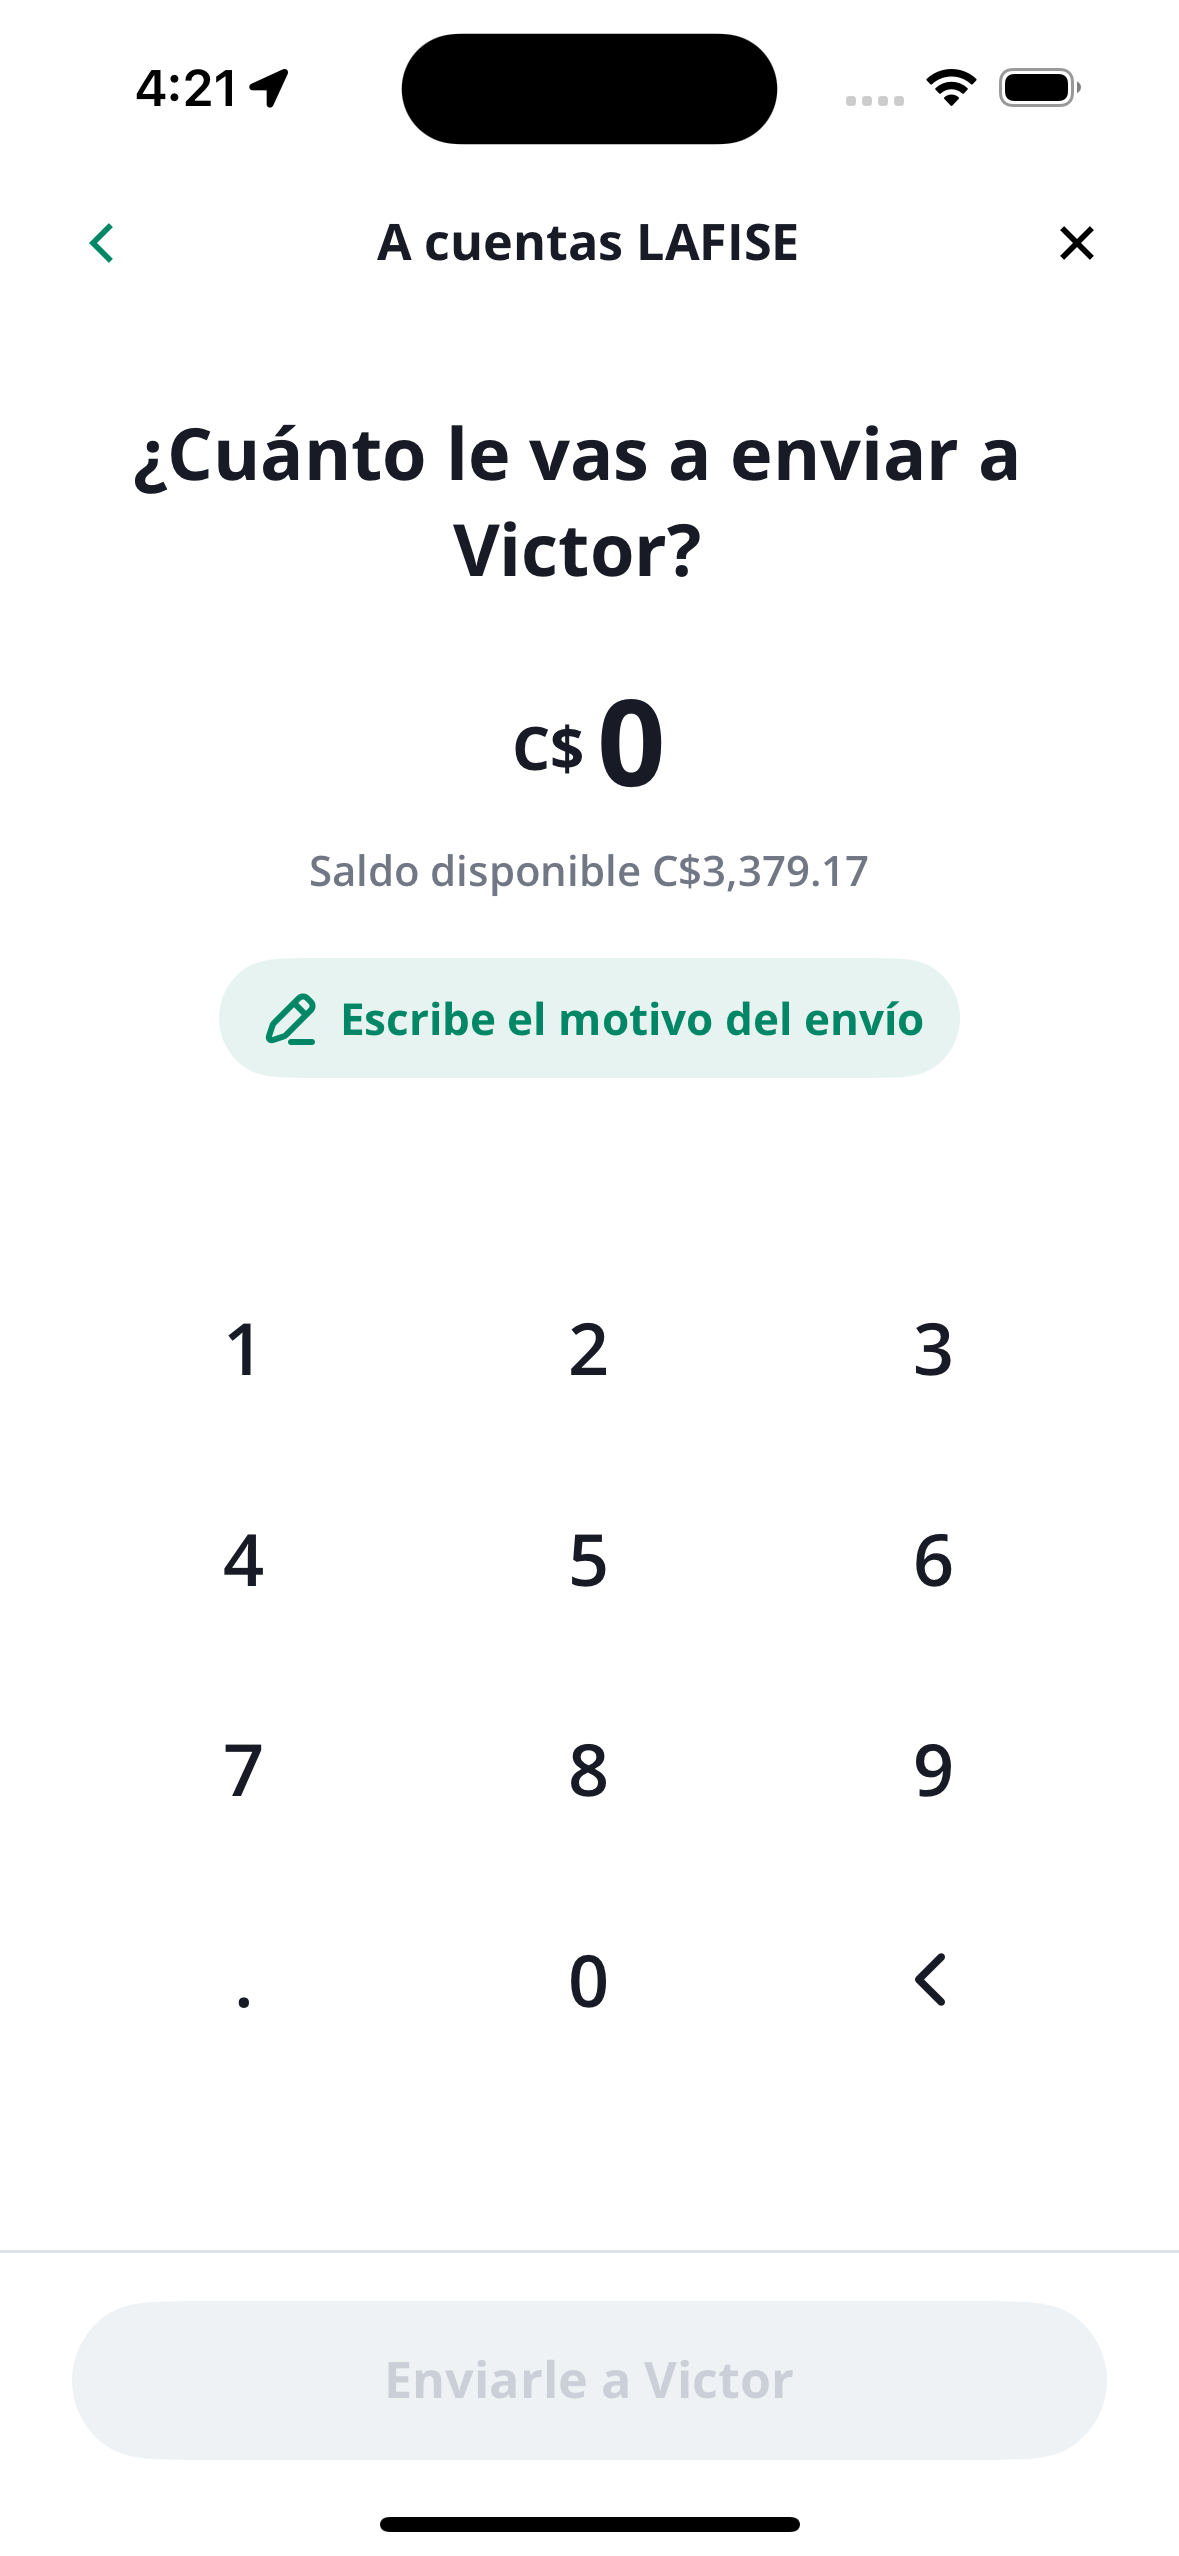 4:21
A cuentas LAFISE
¿Cuánto le vas a enviar a
Victor?
C$ 0
Saldo disponible C$3,379.17
Escribe el motivo del envío
1 2 3
4 5 6
7 8 9
. 0
Enviarle a Victor